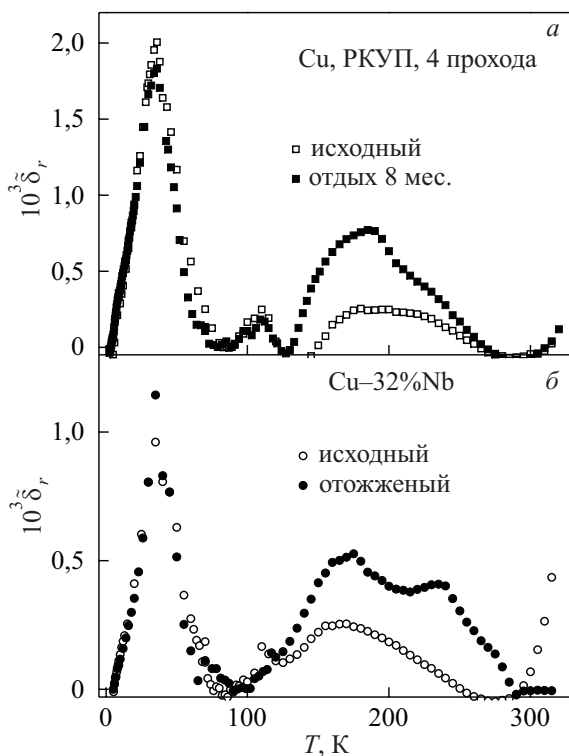 а
Cu, РКУП, 4 прохода
исходный
отдых 8 мес.
2,0
1,5
1,0
0,5
0
10³δ̃r
б
Cu–32%Nb
исходный
отожженый
1,0
0,5
0
10³δ̃r
0 100 200 300
T, К